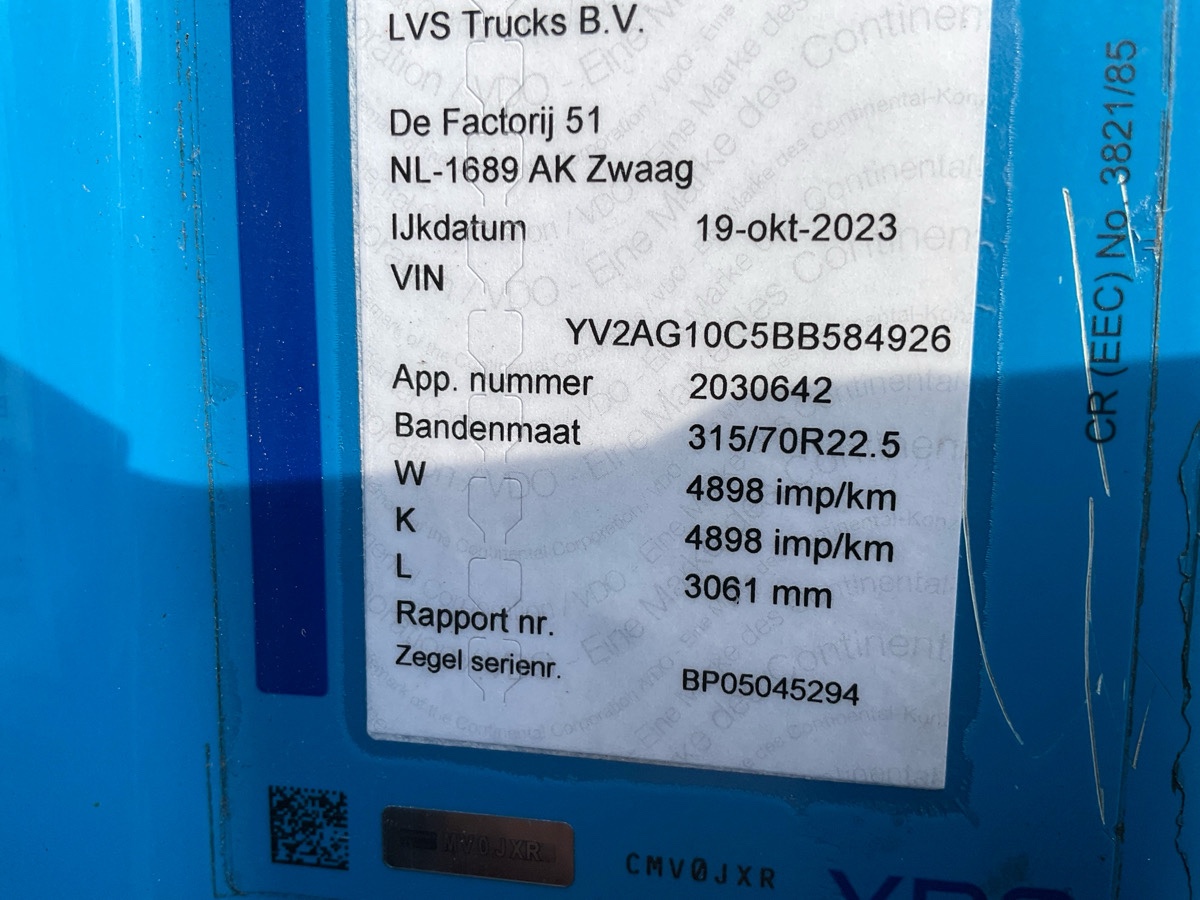 LVS Trucks B.V.
De Factorij 51
NL-1689 AK Zwaag
IJkdatum 19-okt-2023
VIN
YV2AG10C5BB584926
App. nummer 2030642
Bandenmaat 315/70R22.5
W 4898 imp/km
K 4898 imp/km
L 3061 mm
Rapport nr.
Zegel serienr. BP05045294
CR (EEC) No 3821/85
MV0JXR
CMV0JXR